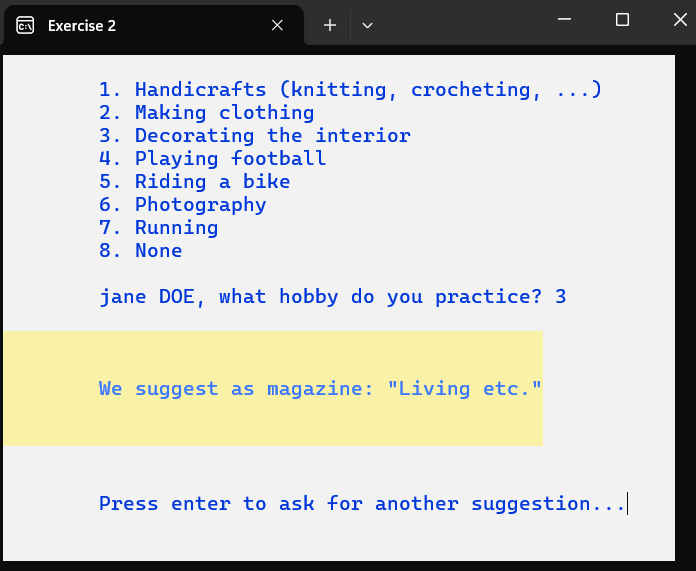 Exercise 2
1. Handicrafts (knitting, crocheting, ...)
2. Making clothing
3. Decorating the interior
4. Playing football
5. Riding a bike
6. Photography
7. Running
8. None
jane DOE, what hobby do you practice? 3
We suggest as magazine: "Living etc."
Press enter to ask for another suggestion...